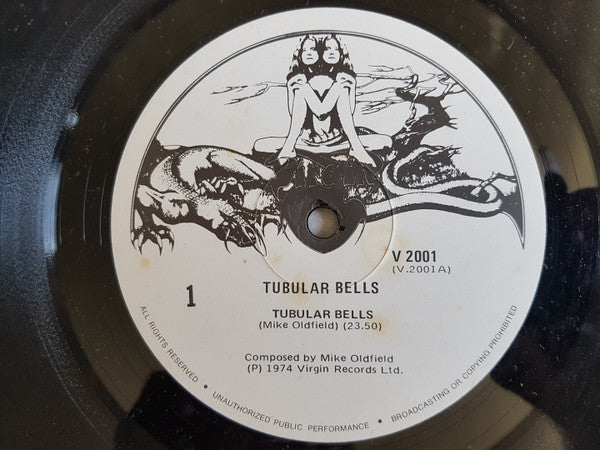 V 2001
(V.2001A)
TUBULAR BELLS
1
TUBULAR BELLS
(Mike Oldfield) (23.50)
Composed by Mike Oldfield
(P) 1974 Virgin Records Ltd.
ALL RIGHTS RESERVED • UNAUTHORIZED PUBLIC PERFORMANCE • BROADCASTING OR COPYING PROHIBITED